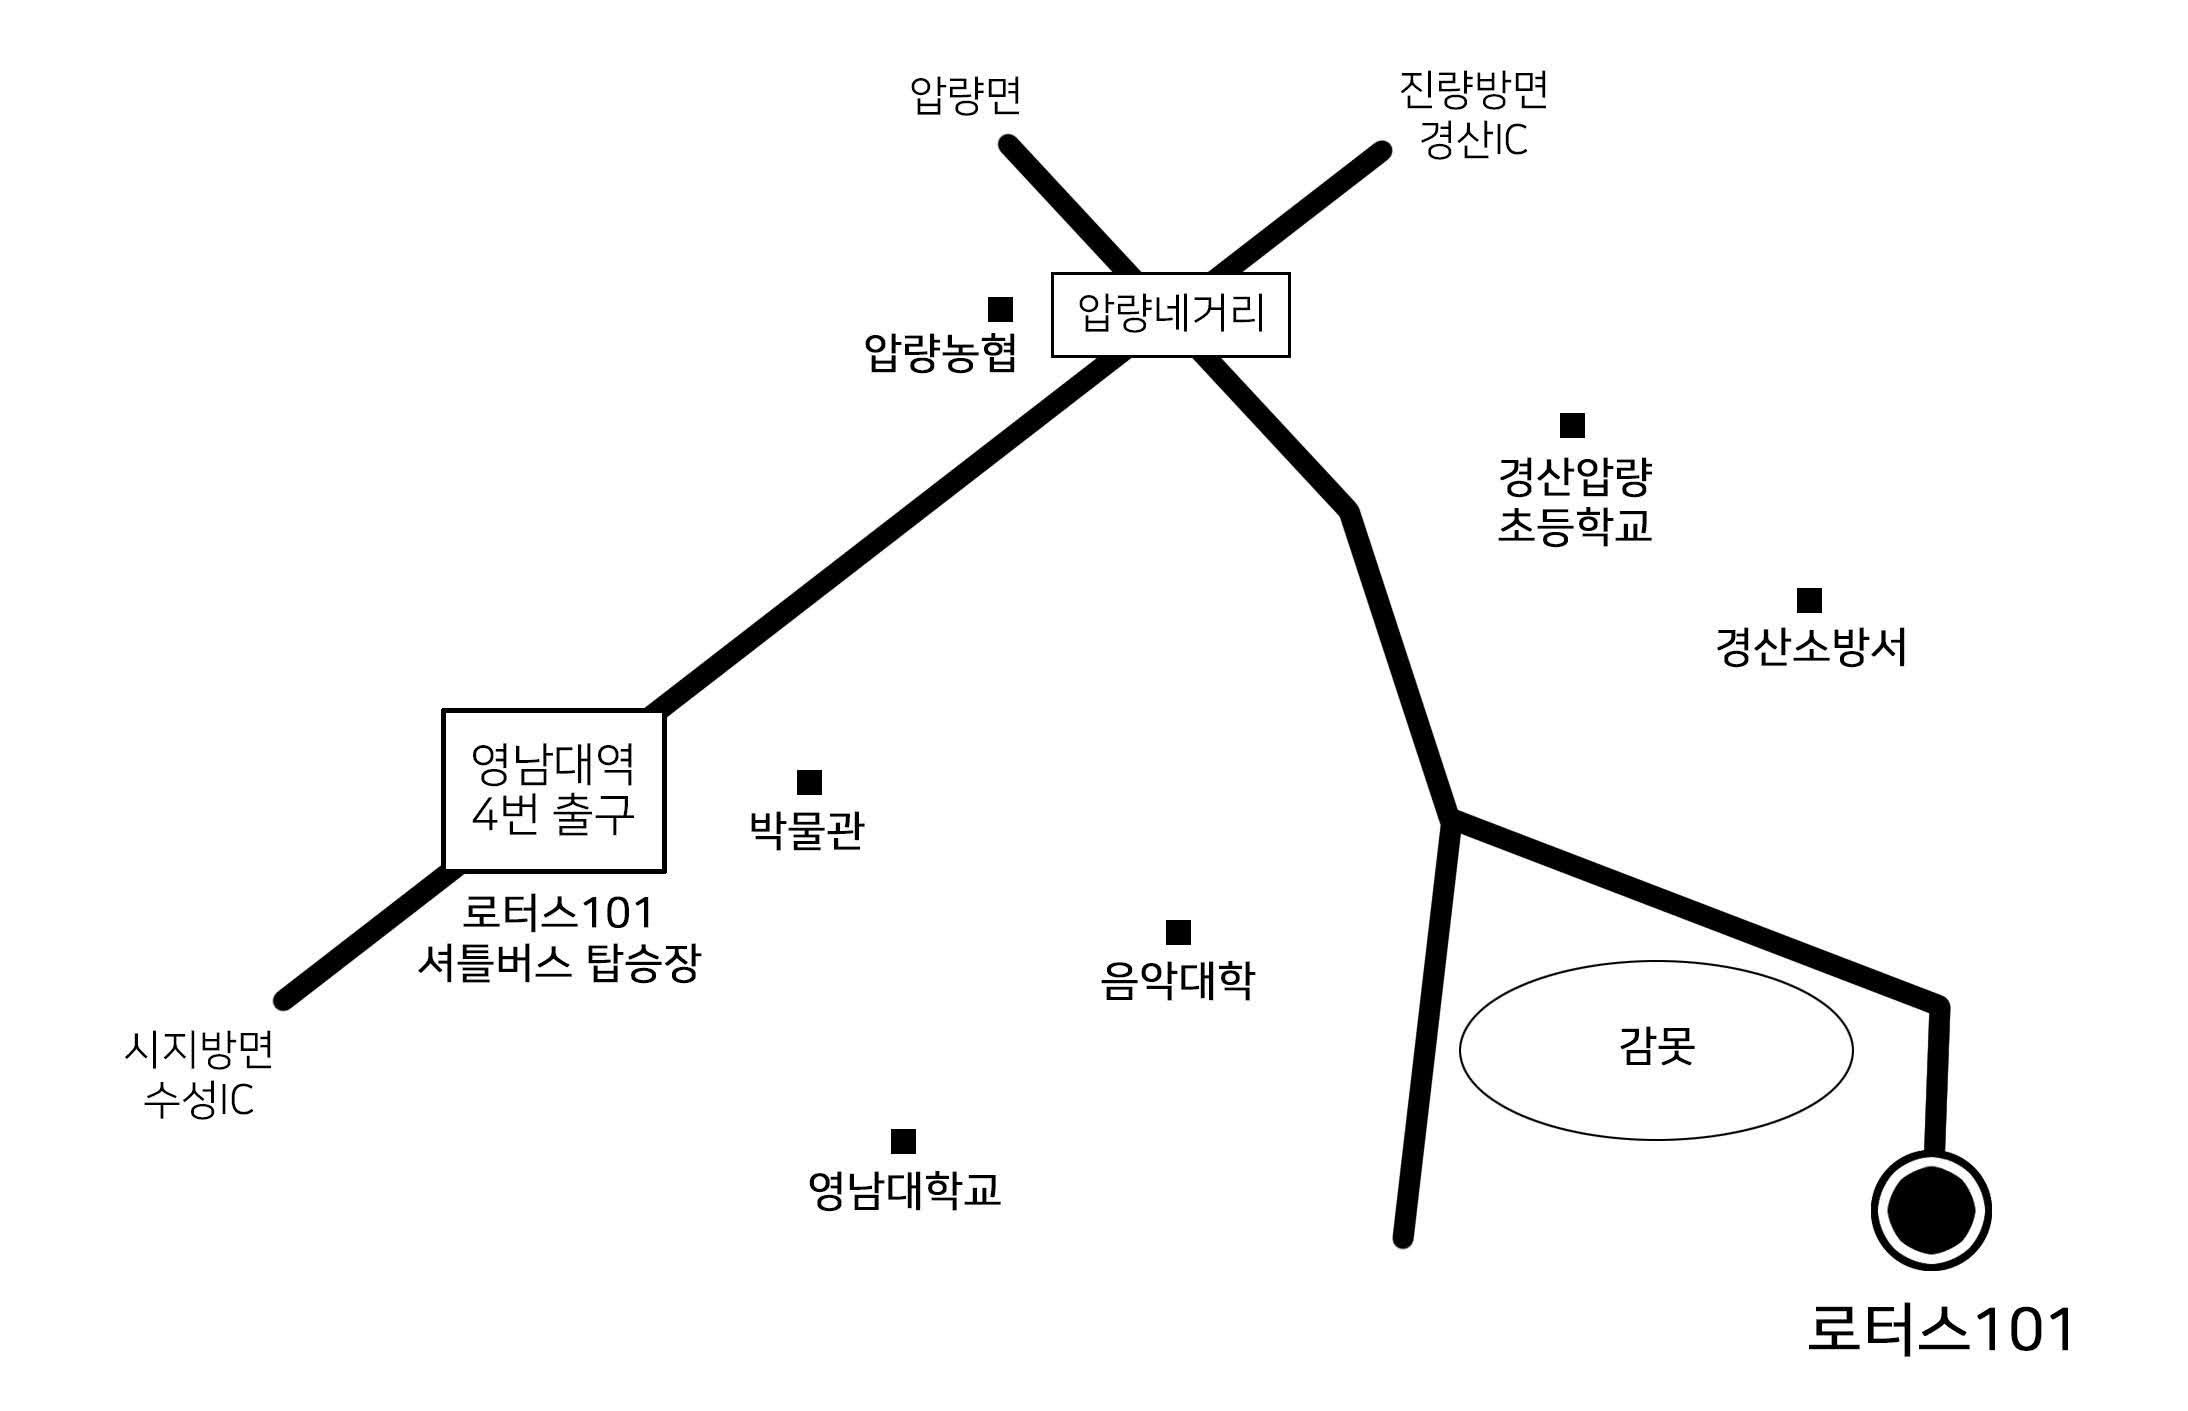 압량면
진량방면
경산IC
압량네거리
압량농협
경산압량
초등학교
경산소방서
영남대역
4번 출구
박물관
로터스101
셔틀버스 탑승장
음악대학
감못
시지방면
수성IC
영남대학교
로터스101